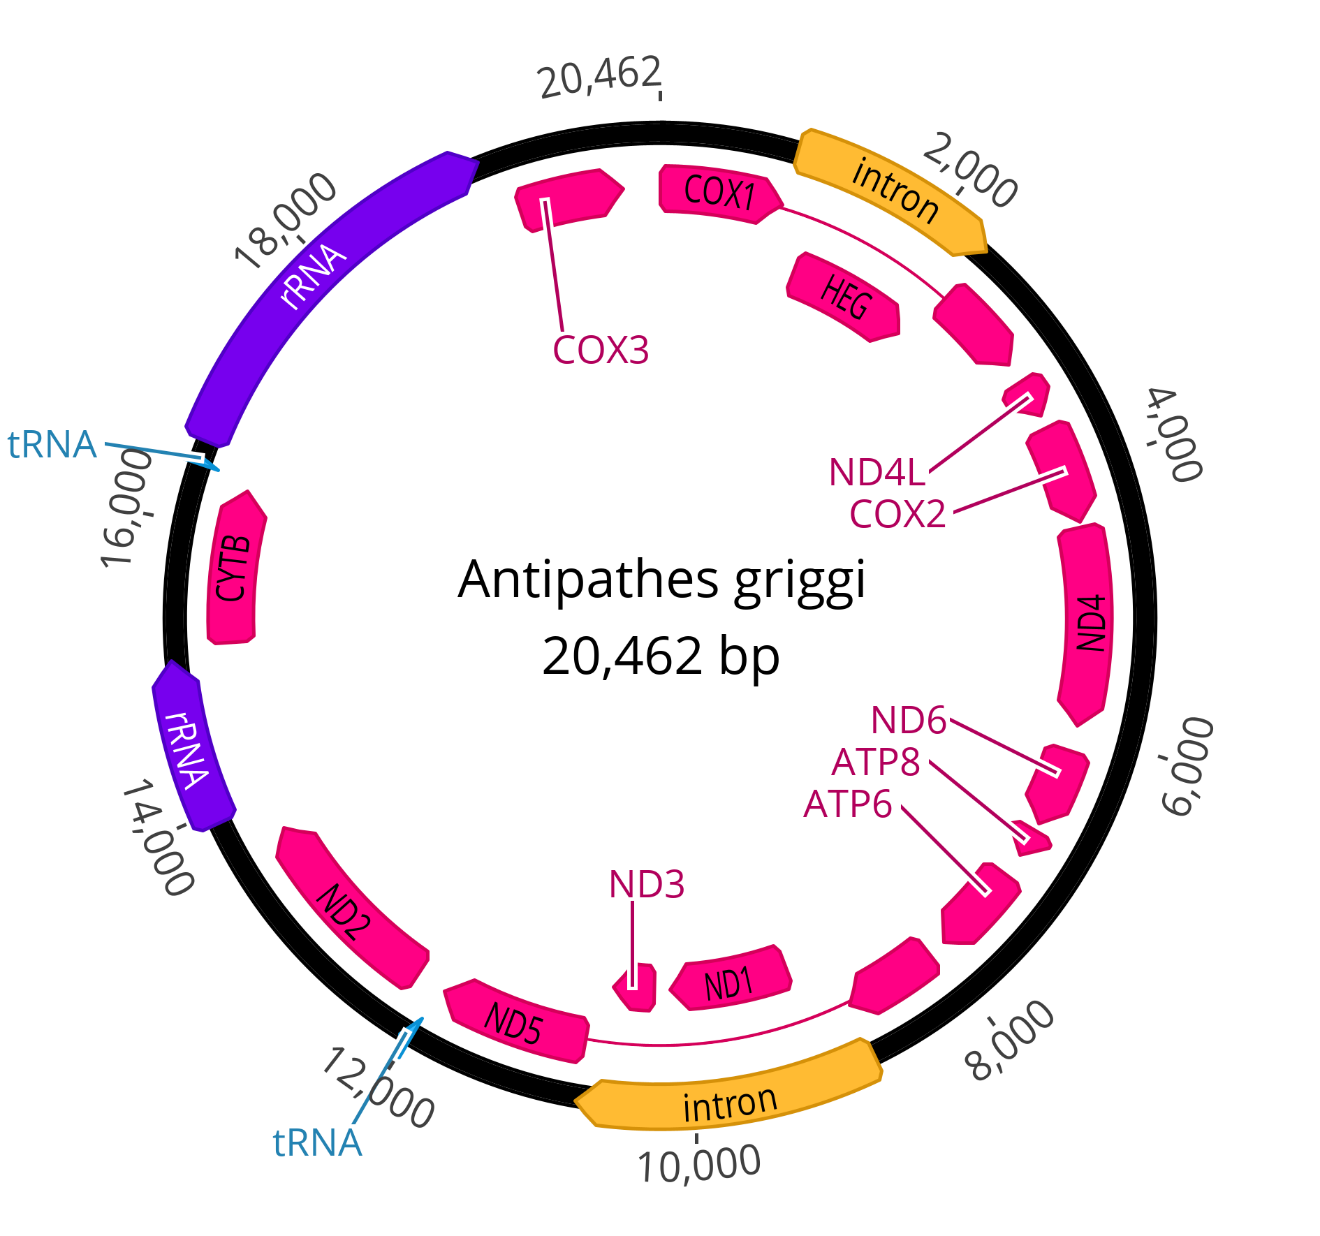 20,462
2,000
intron
COX1
18,000
rRNA
HEG
COX3
4,000
tRNA
16,000
ND4L
COX2
CYTB
Antipathes griggi
20,462 bp
ND4
ND6
ATP8
ATP6
6,000
rRNA
14,000
ND3
ND2
ND1
ND5
8,000
12,000
intron
tRNA
10,000